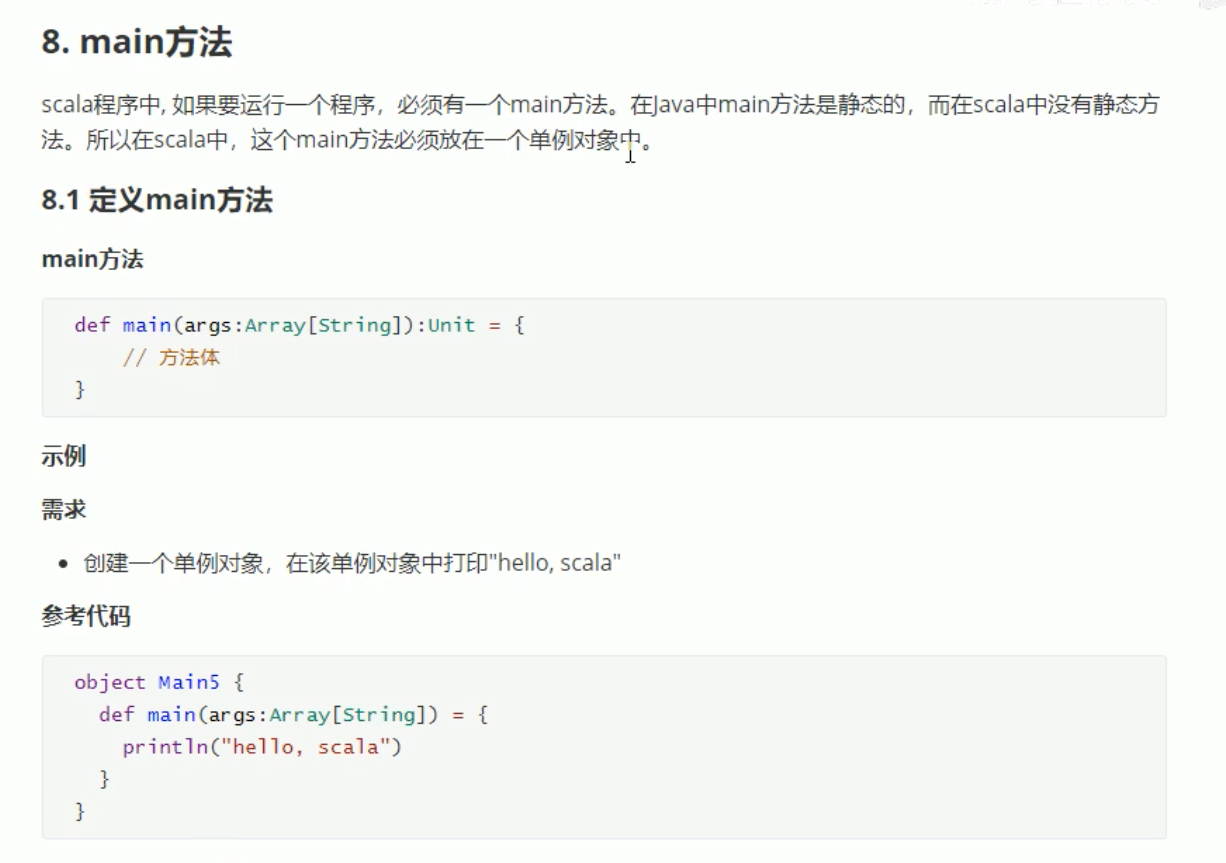 8. main方法
scala程序中, 如果要运行一个程序，必须有一个main方法。在Java中main方法是静态的，而在scala中没有静态方
法。所以在scala中，这个main方法必须放在一个单例对象中。
8.1 定义main方法
main方法
def main(args:Array[String]):Unit = {
// 方法体
}
示例
需求
• 创建一个单例对象，在该单例对象中打印"hello, scala"
参考代码
object Main5 {
def main(args:Array[String]) = {
println("hello, scala")
}
}